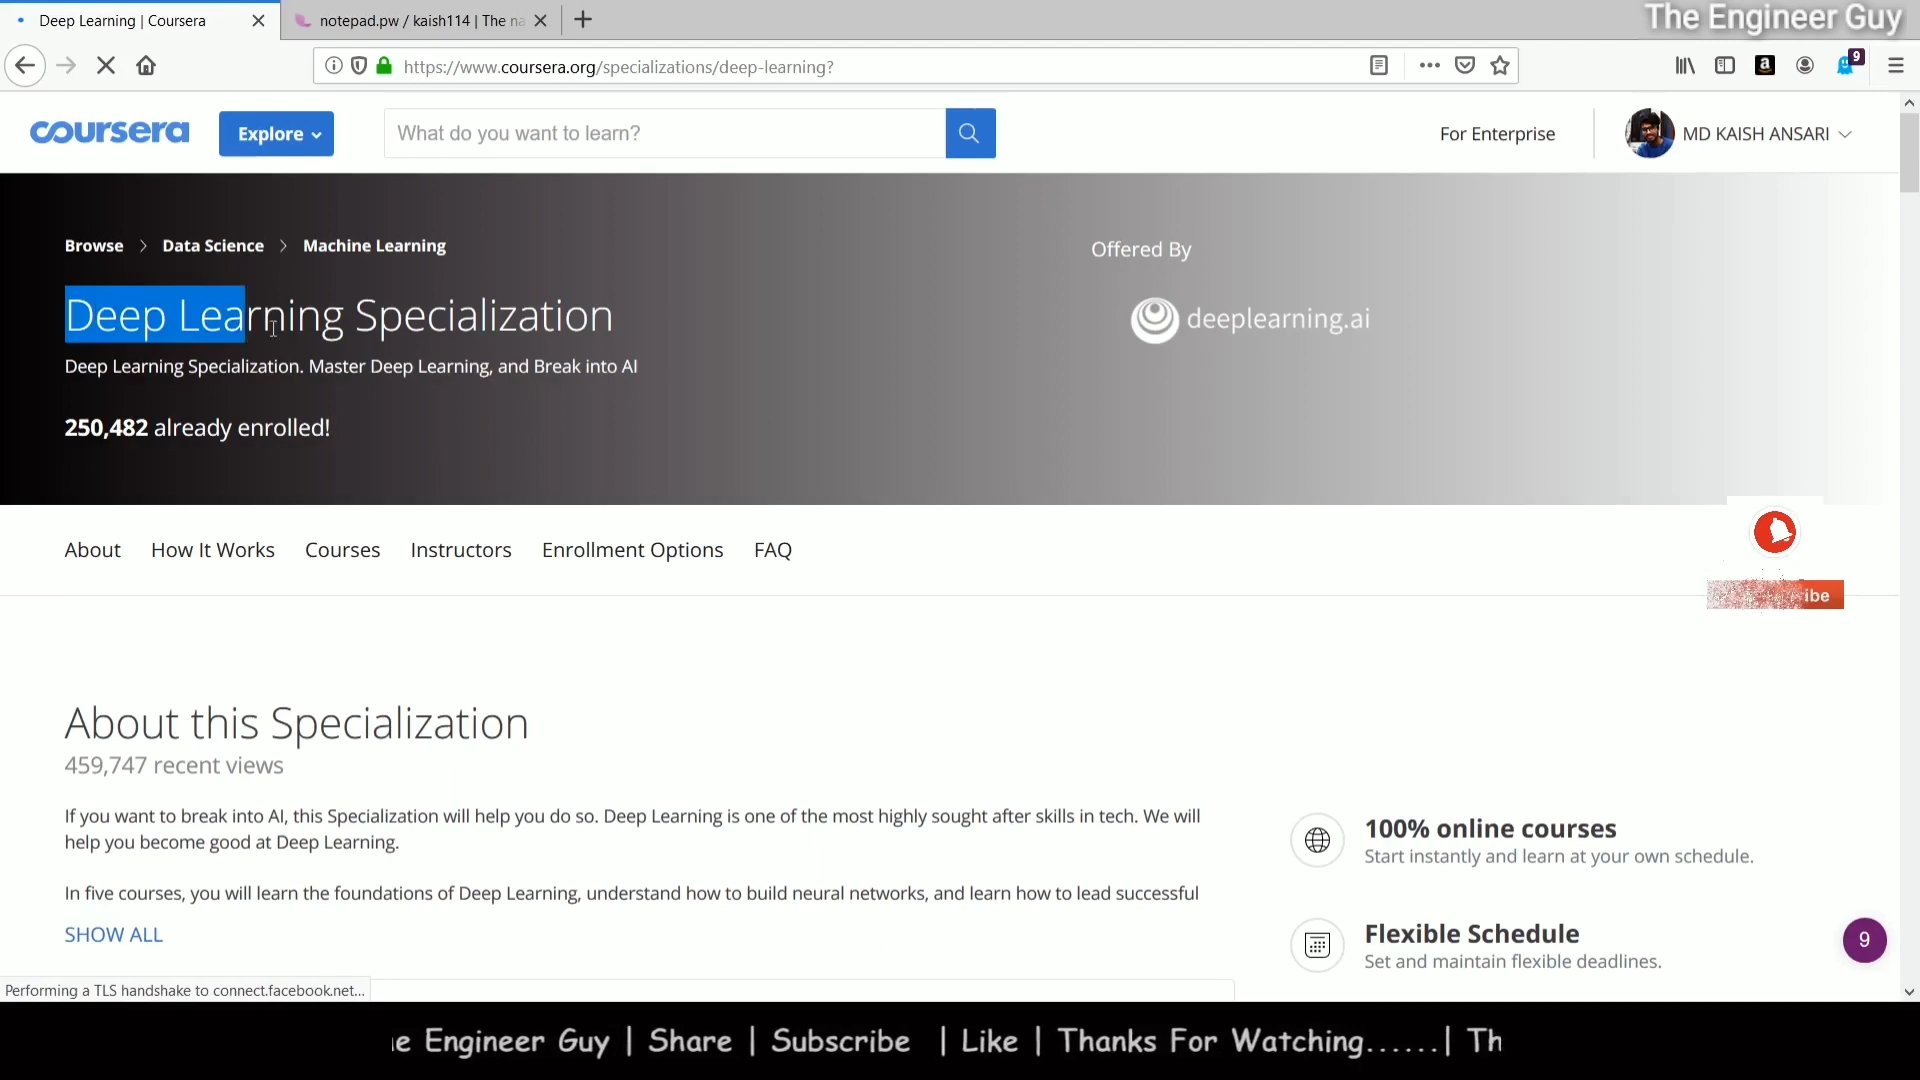 Deep Learning | Coursera
notepad.pw / kaish114 | The na
The Engineer Guy
https://www.coursera.org/specializations/deep-learning?
9
coursera
Explore
What do you want to learn?
For Enterprise
MD KAISH ANSARI
Browse > Data Science > Machine Learning
Offered By
Deep Learning Specialization
deeplearning.ai
Deep Learning Specialization. Master Deep Learning, and Break into AI
250,482 already enrolled!
About How It Works Courses Instructors Enrollment Options FAQ
ibe
About this Specialization
459,747 recent views
If you want to break into AI, this Specialization will help you do so. Deep Learning is one of the most highly sought after skills in tech. We will
help you become good at Deep Learning.
In five courses, you will learn the foundations of Deep Learning, understand how to build neural networks, and learn how to lead successful
SHOW ALL
100% online courses
Start instantly and learn at your own schedule.
Flexible Schedule
Set and maintain flexible deadlines.
9
Performing a TLS handshake to connect.facebook.net...
e Engineer Guy | Share | Subscribe | Like | Thanks For Watching......| Th